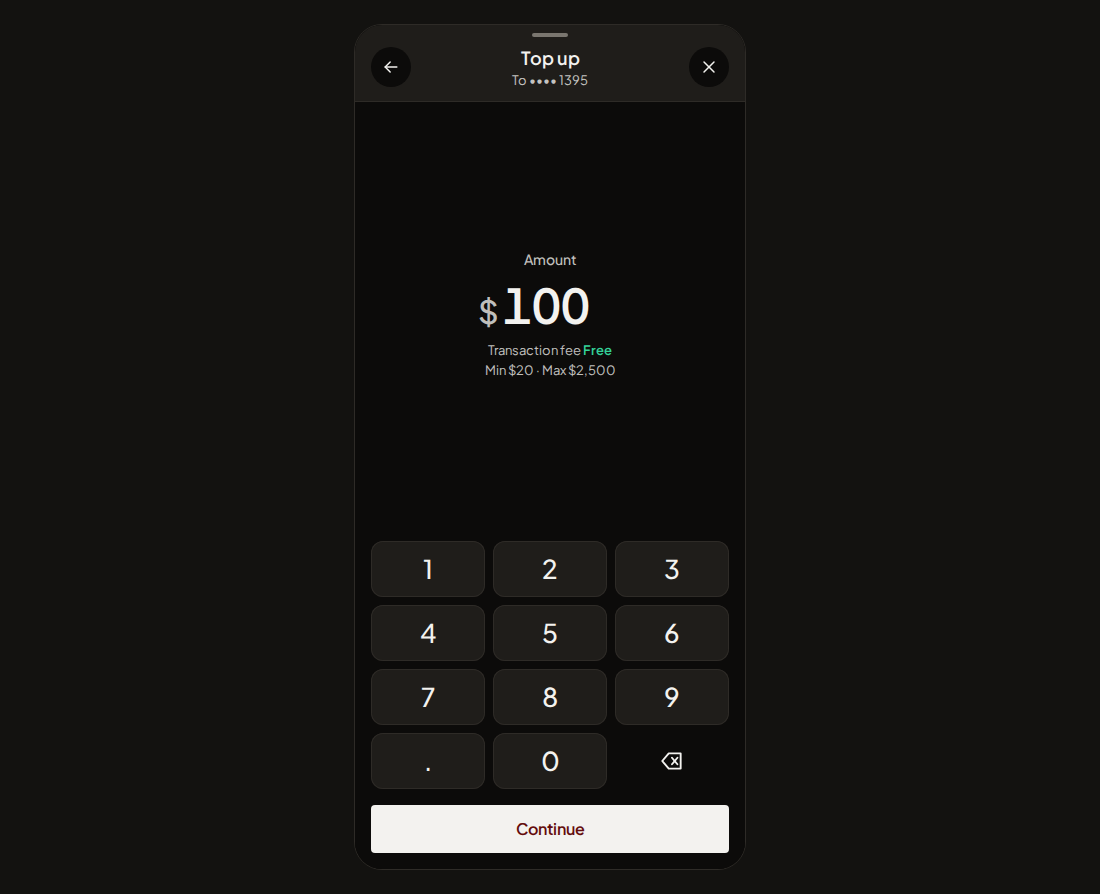 Top up
To •••• 1395
Amount
$100
Transaction fee Free
Min $20 · Max $2,500
1 2 3
4 5 6
7 8 9
. 0
Continue